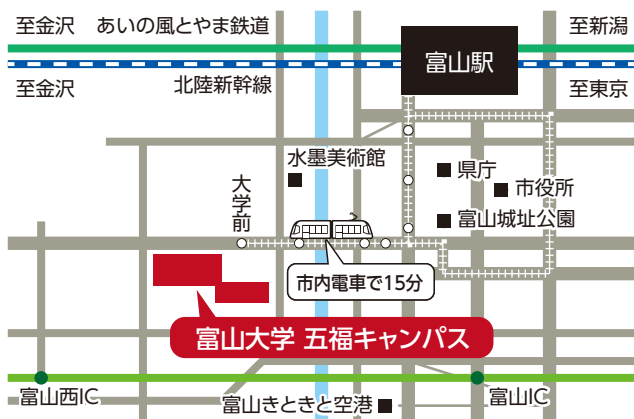 至金沢 あいの風とやま鉄道
至新潟
富山駅
至金沢
北陸新幹線
至東京
水墨美術館
県庁
市役所
大学前
富山城址公園
市内電車で15分
富山大学 五福キャンパス
富山西IC
富山IC
富山きときと空港